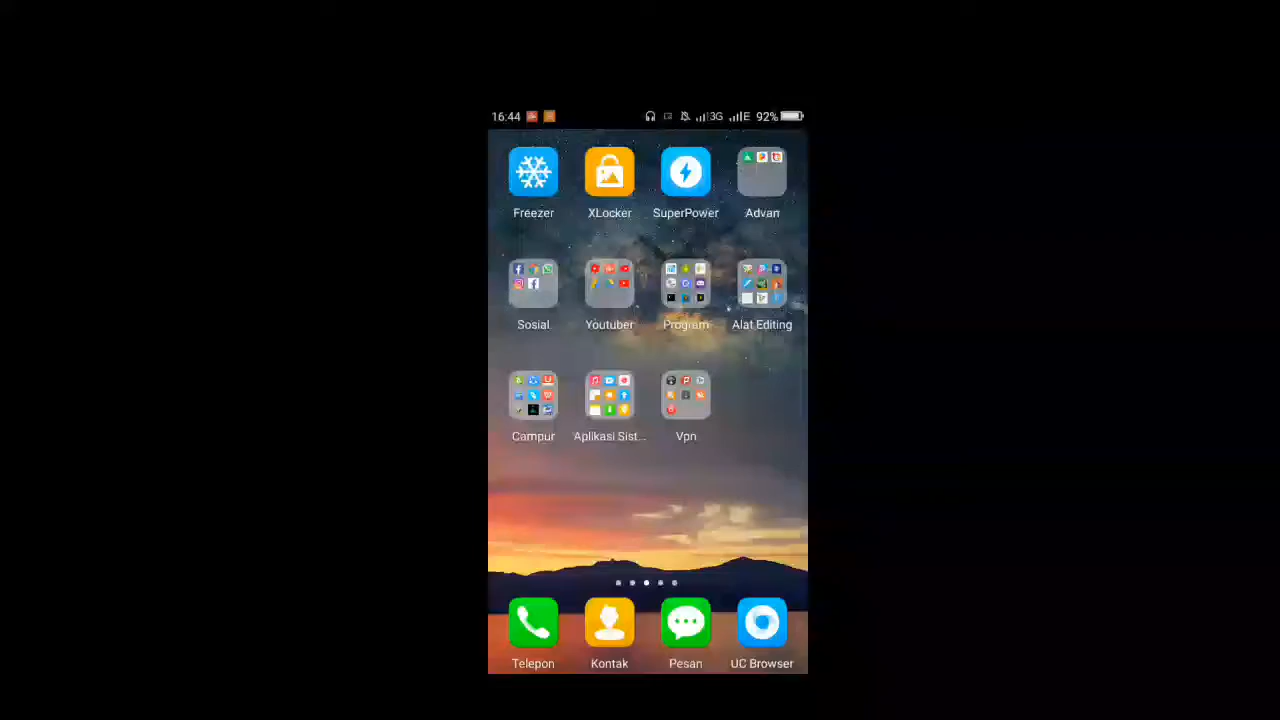 16:44 3G E 92%
Freezer XLocker SuperPower Advan
Sosial Youtuber Program Alat Editing
Campur Aplikasi Sist... Vpn
Telepon Kontak Pesan UC Browser